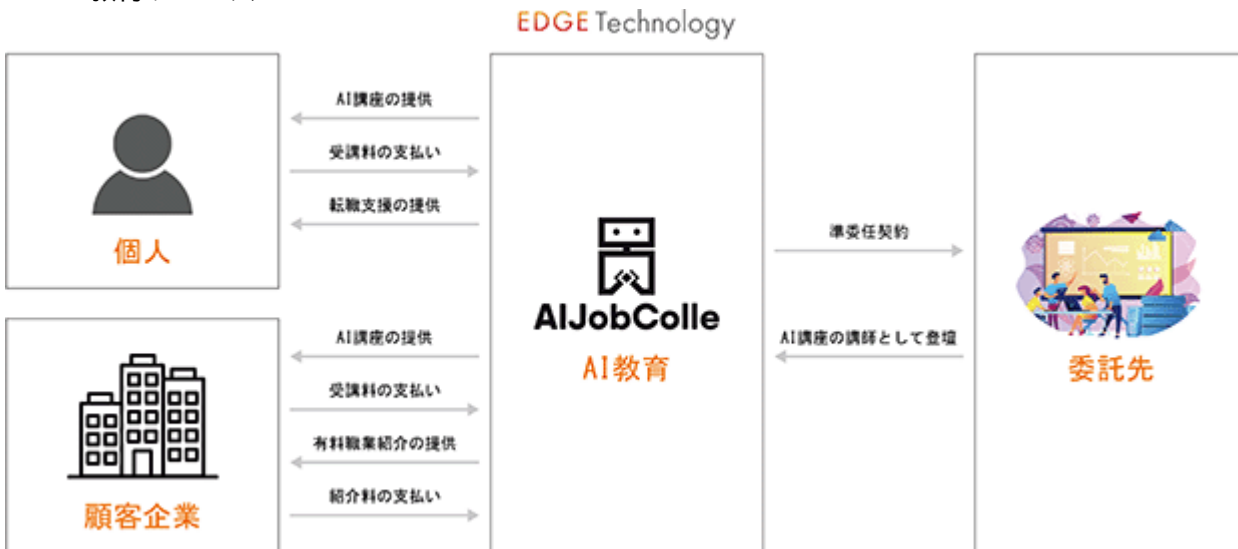 EDGE Technology
AI講座の提供
受講料の支払い
転職支援の提供
個人
AI講座の提供
受講料の支払い
有料職業紹介の提供
紹介料の支払い
顧客企業
AIJobColle
AI教育
準委任契約
AI講座の講師として登壇
委託先